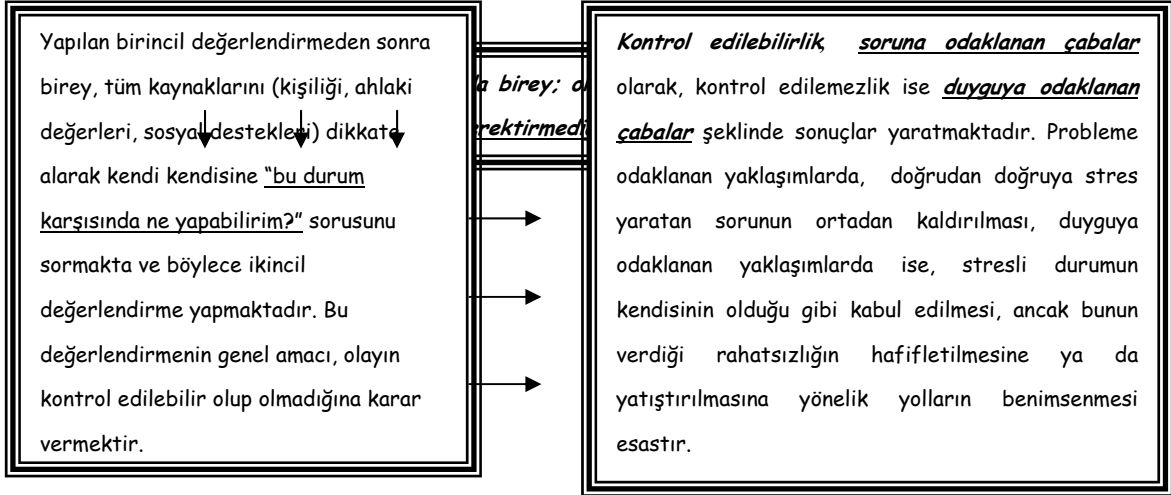 Yapılan birincil değerlendirmeden sonra
birey, tüm kaynaklarını (kişiliği, ahlaki
değerleri, sosyal destekleri) dikkate
alarak kendi kendisine “bu durum
karşısında ne yapabilirim?” sorusunu
sormakta ve böylece ikincil
değerlendirme yapmaktadır. Bu
değerlendirmenin genel amacı, olayın
kontrol edilebilir olup olmadığına karar
vermektir.
birey;
Kontrol edilebilirlik, soruna odaklanan çabalar
olarak, kontrol edilemezlik ise duyguya odaklanan
çabalar şeklinde sonuçlar yaratmaktadır. Probleme
odaklanan yaklaşımlarda, doğrudan doğruya stres
yaratan sorunun ortadan kaldırılması, duyguya
odaklanan yaklaşımlarda ise, stresli durumun
kendisinin olduğu gibi kabul edilmesi, ancak bunun
verdiği rahatsızlığın hafifletilmesine ya da
yatıştırılmasına yönelik yolların benimsenmesi
esastır.